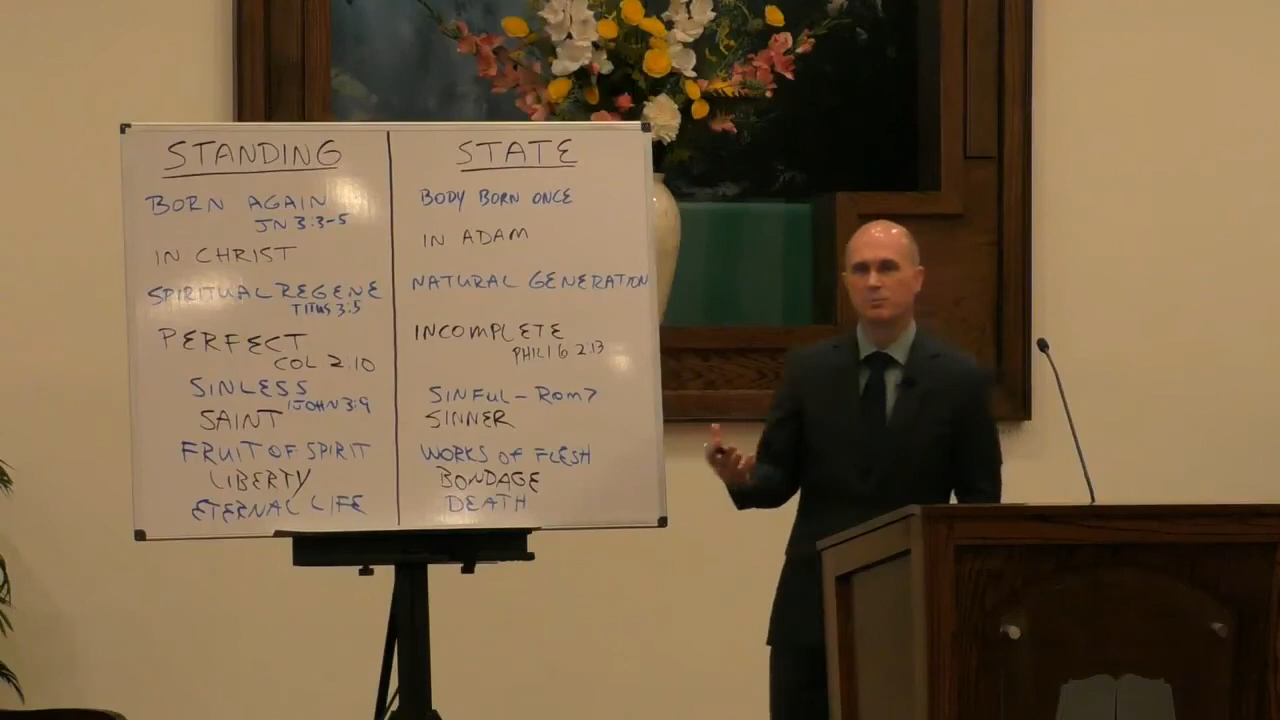 STANDING
BORN AGAIN
JN 3:3-5
IN CHRIST
SPIRITUAL REGENE
TITUS 3:5
PERFECT
COL 2.10
SINLESS
1JOHN 3:9
SAINT
FRUIT OF SPIRIT
LIBERTY
ETERNAL LIFE
STATE
BODY BORN ONCE
IN ADAM
NATURAL GENERATION
INCOMPLETE
PHIL 1 6 2.13
SINFUL - ROM 7
SINNER
WORKS OF FLESH
BONDAGE
DEATH